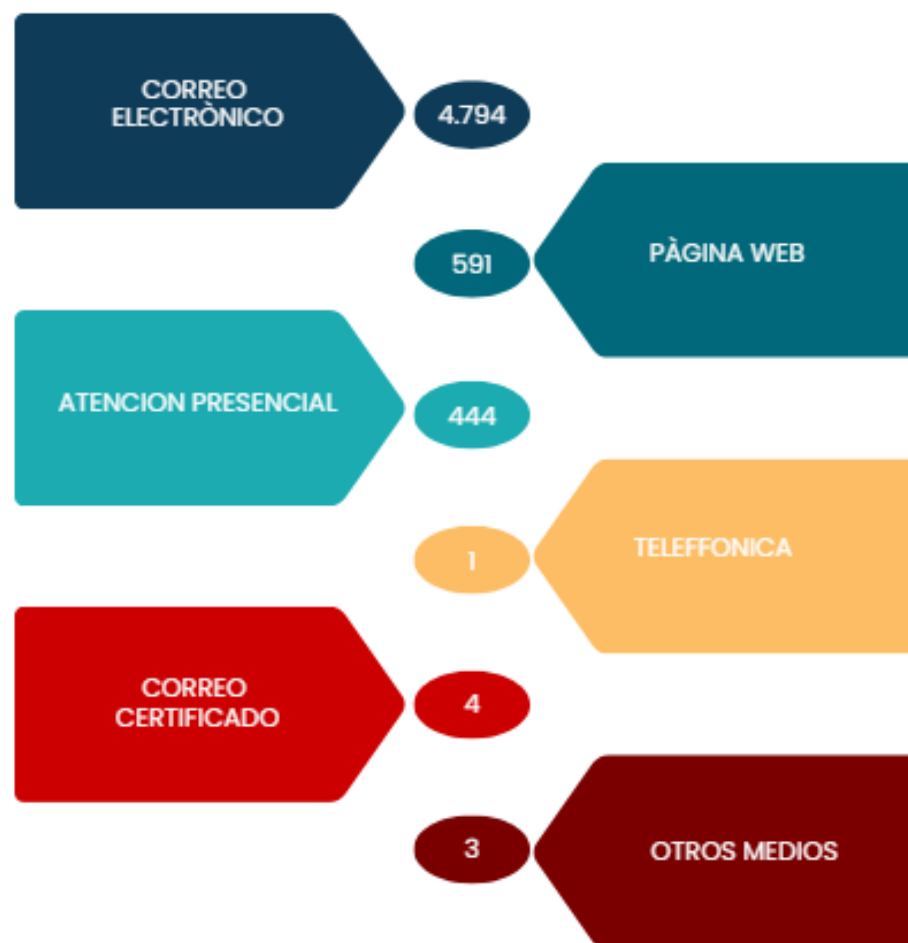 CORREO
ELECTRÒNICO
4.794
PÀGINA WEB
591
ATENCION PRESENCIAL
444
TELEFFONICA
1
CORREO
CERTIFICADO
4
OTROS MEDIOS
3